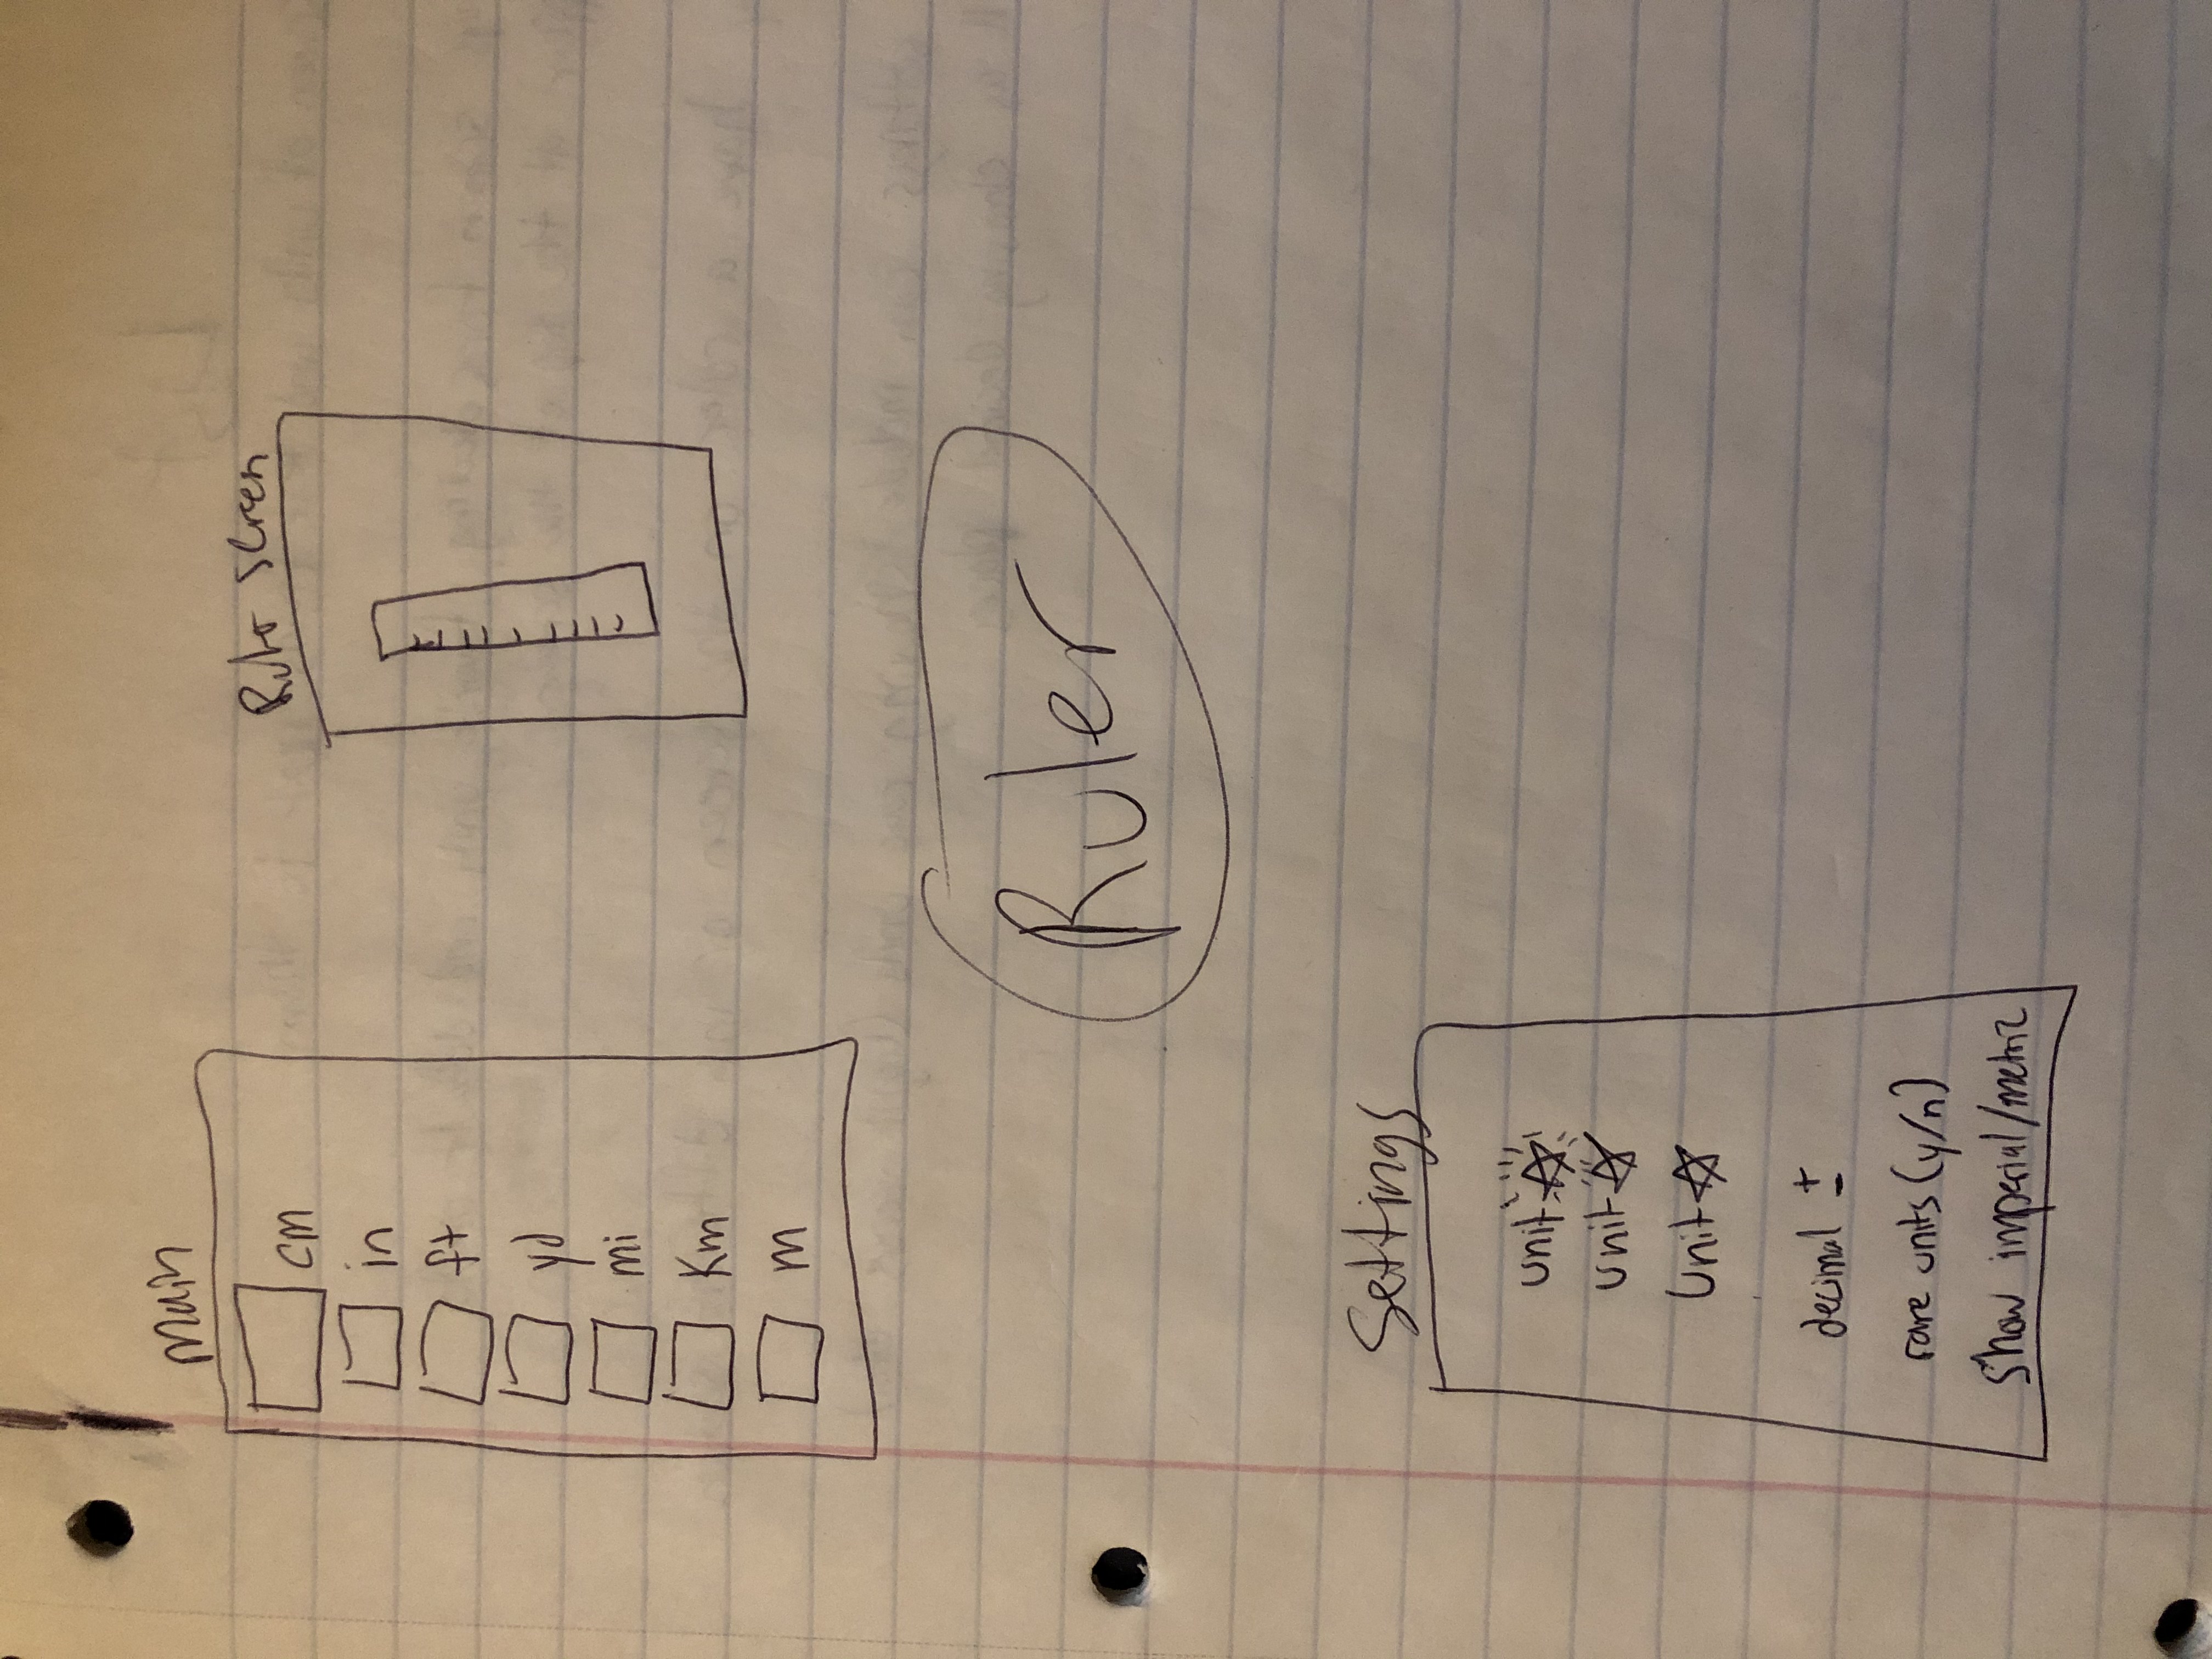 Main
cm
in
ft
yd
mi
Km
m
Ruler Screen
Ruler
Settings
unit
unit
Unit
decimal + -
rare units (y/n)
Show imperial/metric